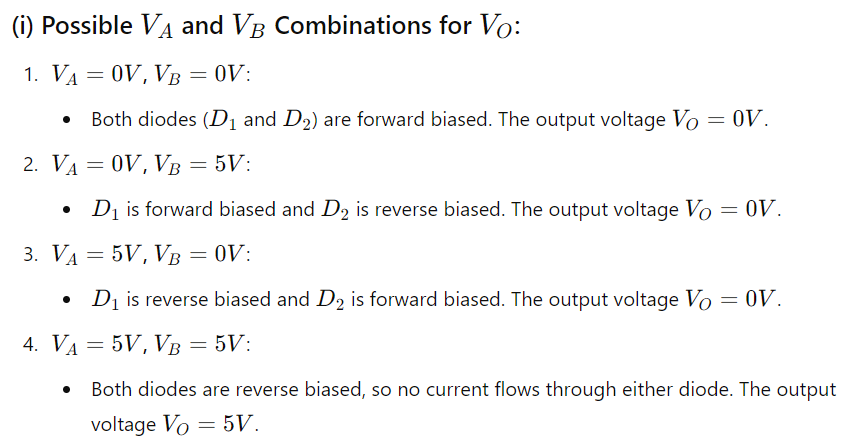 (i) Possible V_A and V_B Combinations for V_O:
1. V_A = 0V, V_B = 0V:
• Both diodes (D_1 and D_2) are forward biased. The output voltage V_O = 0V.
2. V_A = 0V, V_B = 5V:
• D_1 is forward biased and D_2 is reverse biased. The output voltage V_O = 0V.
3. V_A = 5V, V_B = 0V:
• D_1 is reverse biased and D_2 is forward biased. The output voltage V_O = 0V.
4. V_A = 5V, V_B = 5V:
• Both diodes are reverse biased, so no current flows through either diode. The output
voltage V_O = 5V.